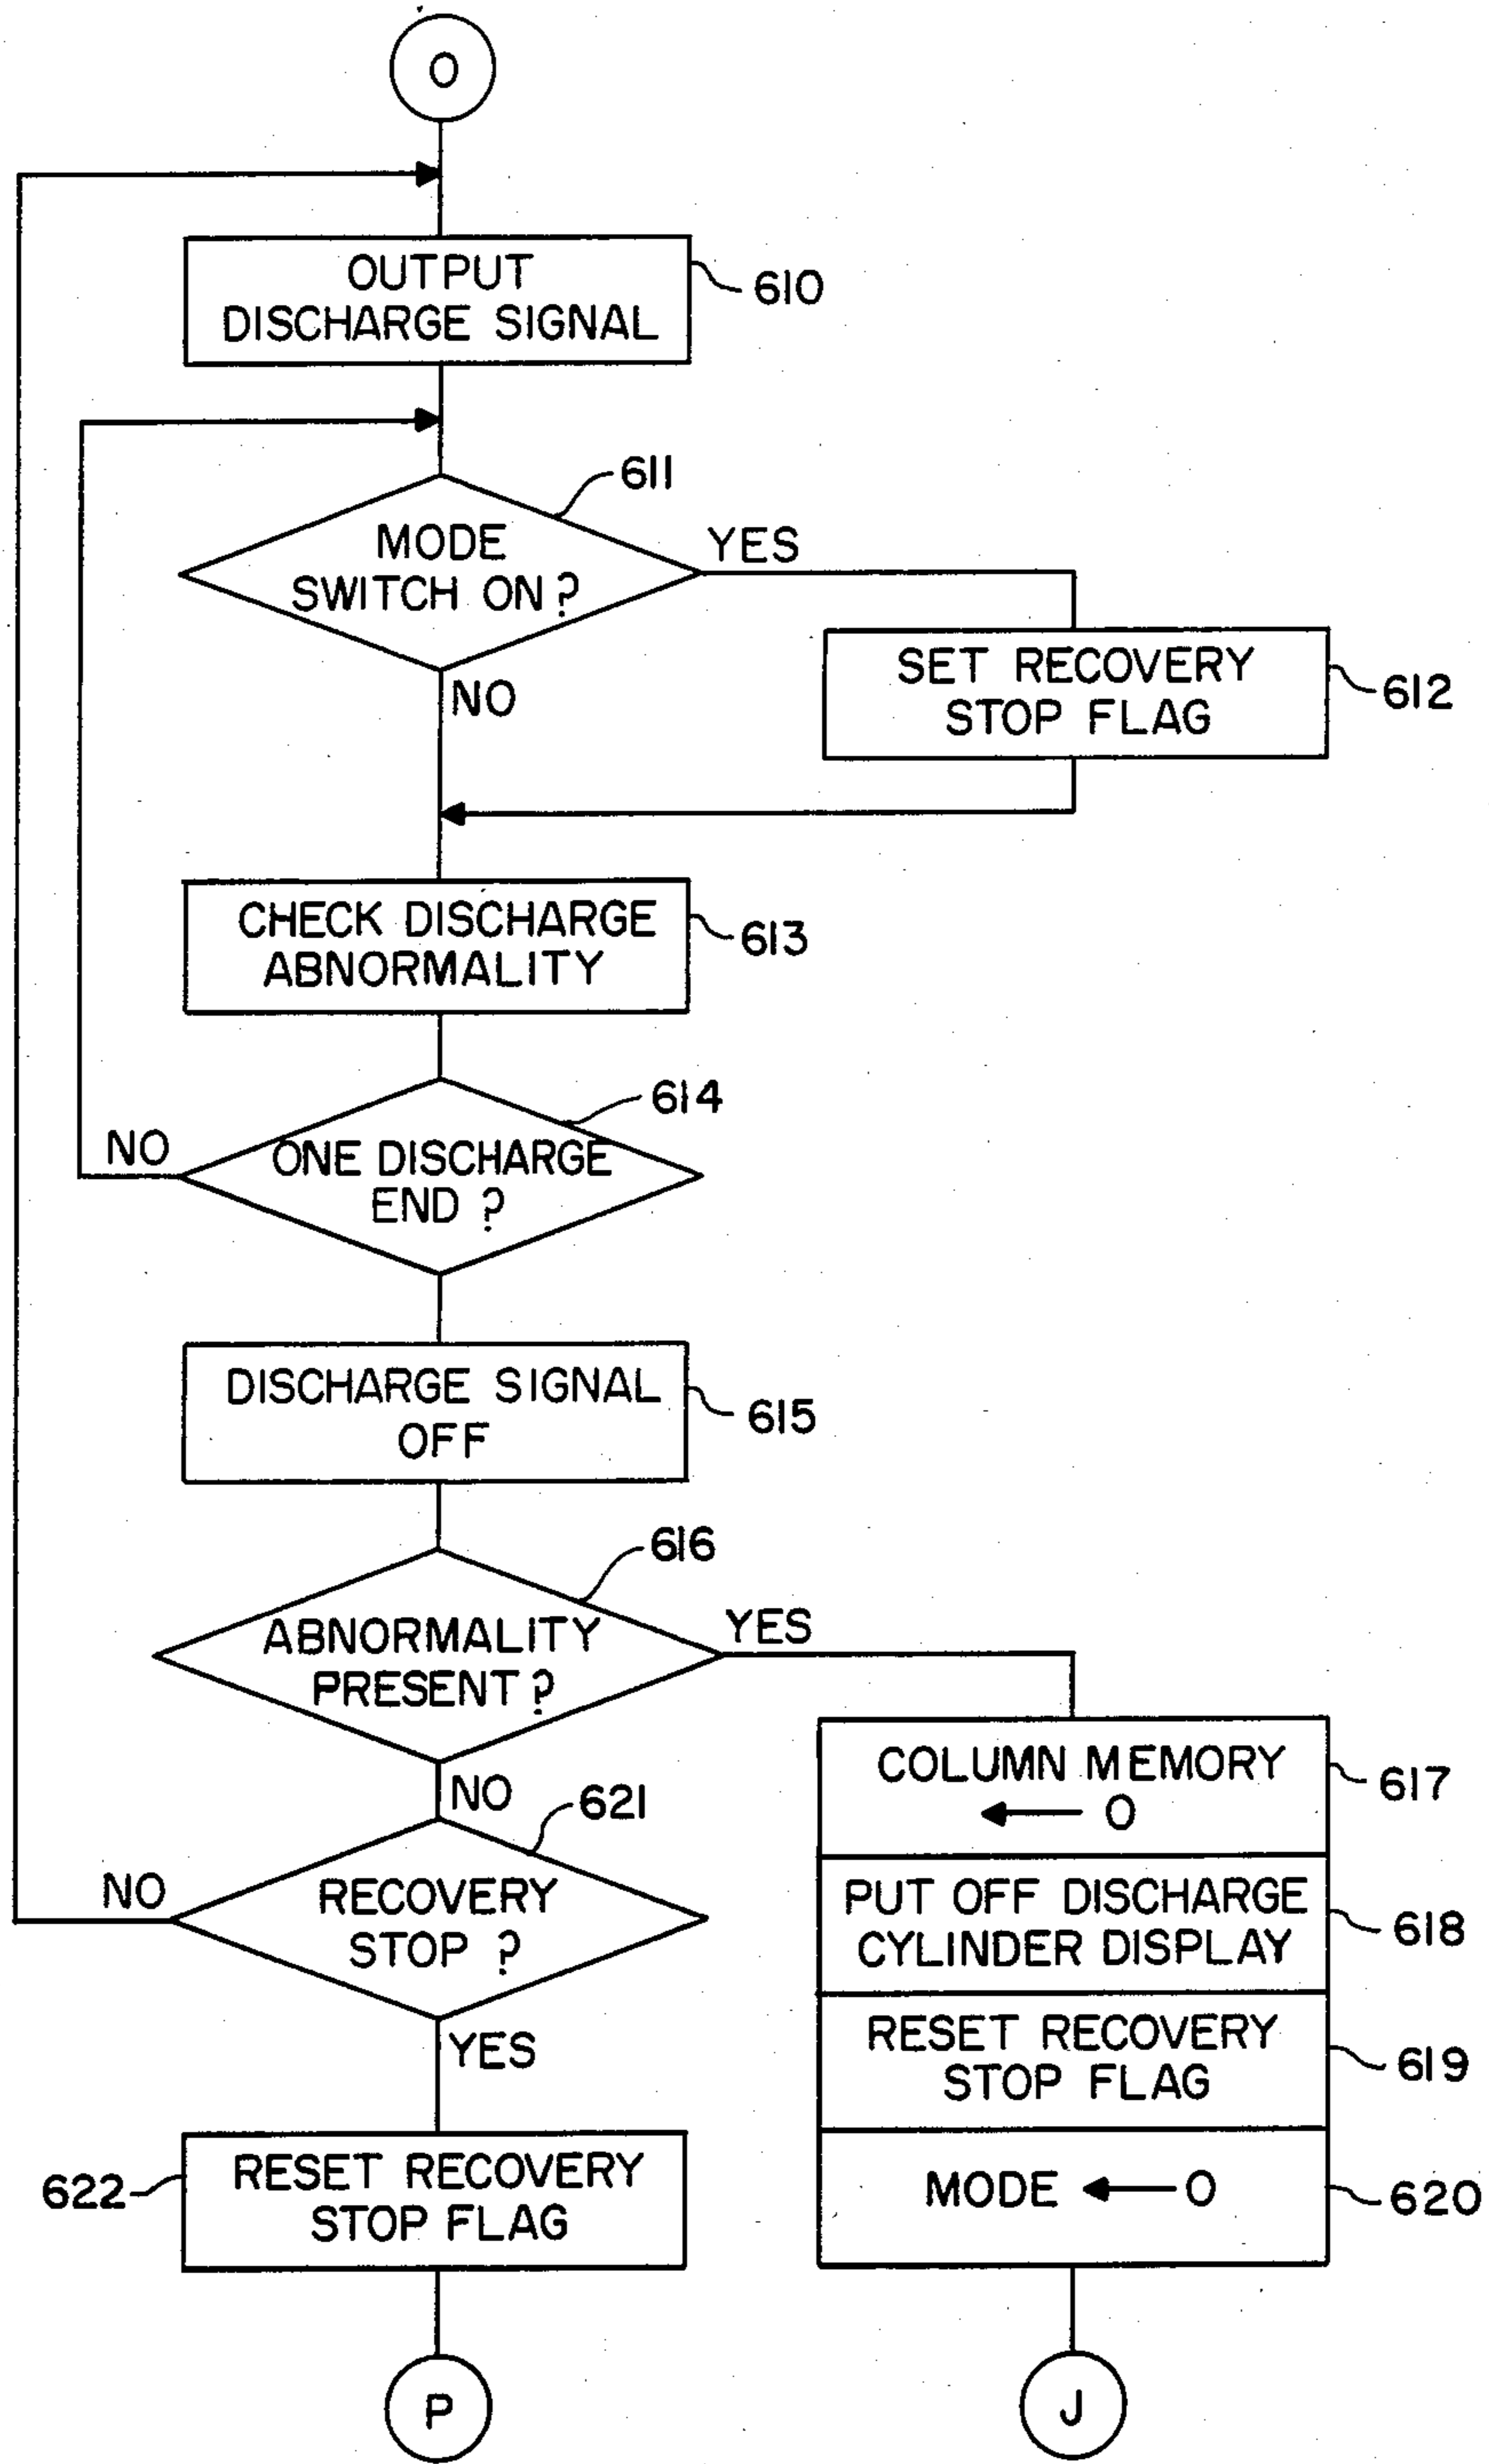 O
OUTPUT
DISCHARGE SIGNAL
610
611
MODE
SWITCH ON?
YES
NO
SET RECOVERY
STOP FLAG
612
CHECK DISCHARGE
ABNORMALITY
613
614
ONE DISCHARGE
END ?
NO
DISCHARGE SIGNAL
OFF
615
616
ABNORMALITY
PRESENT?
YES
NO
COLUMN MEMORY
← 0
617
PUT OFF DISCHARGE
CYLINDER DISPLAY
618
RESET RECOVERY
STOP FLAG
619
MODE ← 0
620
621
RECOVERY
STOP ?
NO
YES
RESET RECOVERY
STOP FLAG
622
P
J